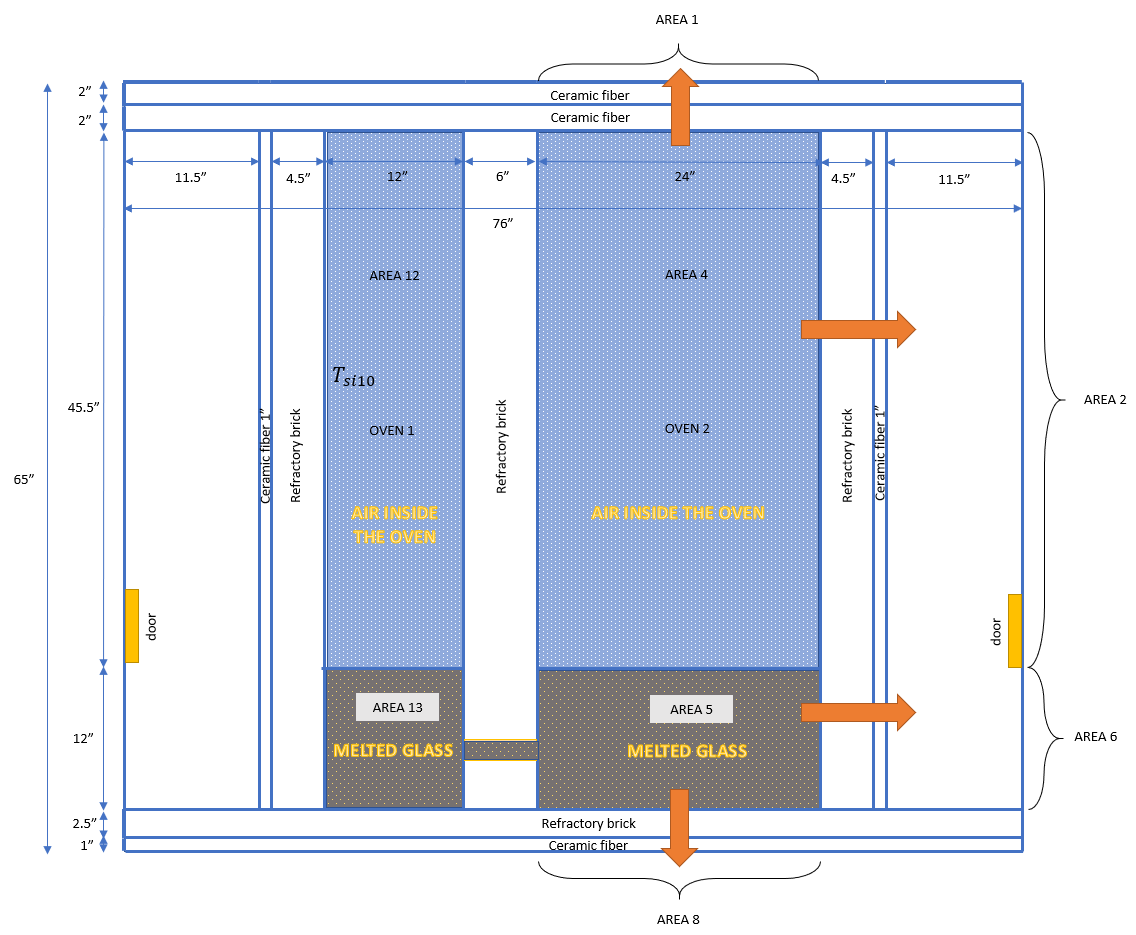 AREA 1
2”
Ceramic fiber
2”
Ceramic fiber
11.5”
4.5”
12”
6”
24”
4.5”
11.5”
76”
AREA 12
AREA 4
T si10
45.5”
AREA 2
65”
Ceramic fiber 1”
Refractory brick
OVEN 1
Refractory brick
OVEN 2
Refractory brick
Ceramic fiber 1”
AIR INSIDE
THE OVEN
AIR INSIDE THE OVEN
door
door
AREA 13
AREA 5
12”
MELTED GLASS
MELTED GLASS
AREA 6
2.5”
Refractory brick
1”
Ceramic fiber
AREA 8